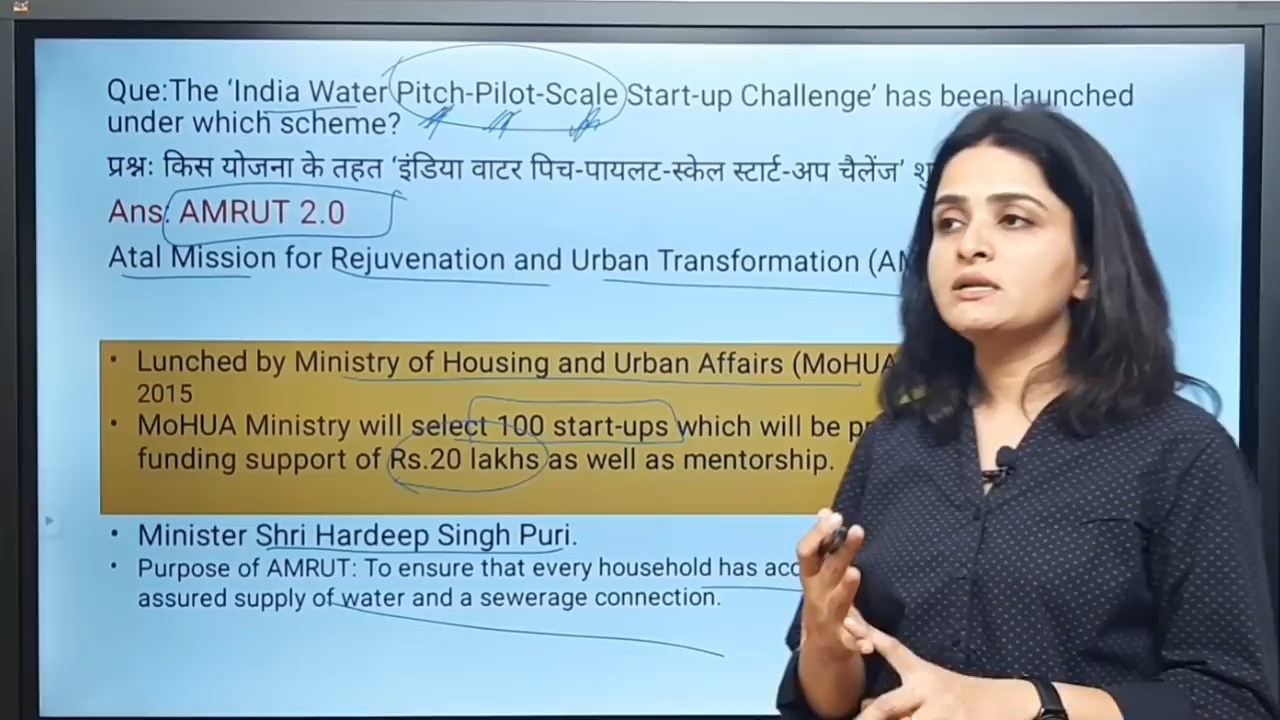 Que:The ‘India Water Pitch-Pilot-Scale Start-up Challenge’ has been launched
under which scheme?
प्रश्न: किस योजना के तहत ‘इंडिया वाटर पिच-पायलट-स्केल स्टार्ट-अप चैलेंज’
Ans: AMRUT 2.0
Atal Mission for Rejuvenation and Urban Transformation
• Lunched by Ministry of Housing and Urban Affairs (MoHUA
2015
• MoHUA Ministry will select 100 start-ups which will be
funding support of Rs.20 lakhs as well as mentorship.
• Minister Shri Hardeep Singh Puri.
• Purpose of AMRUT: To ensure that every household has
assured supply of water and a sewerage connection.